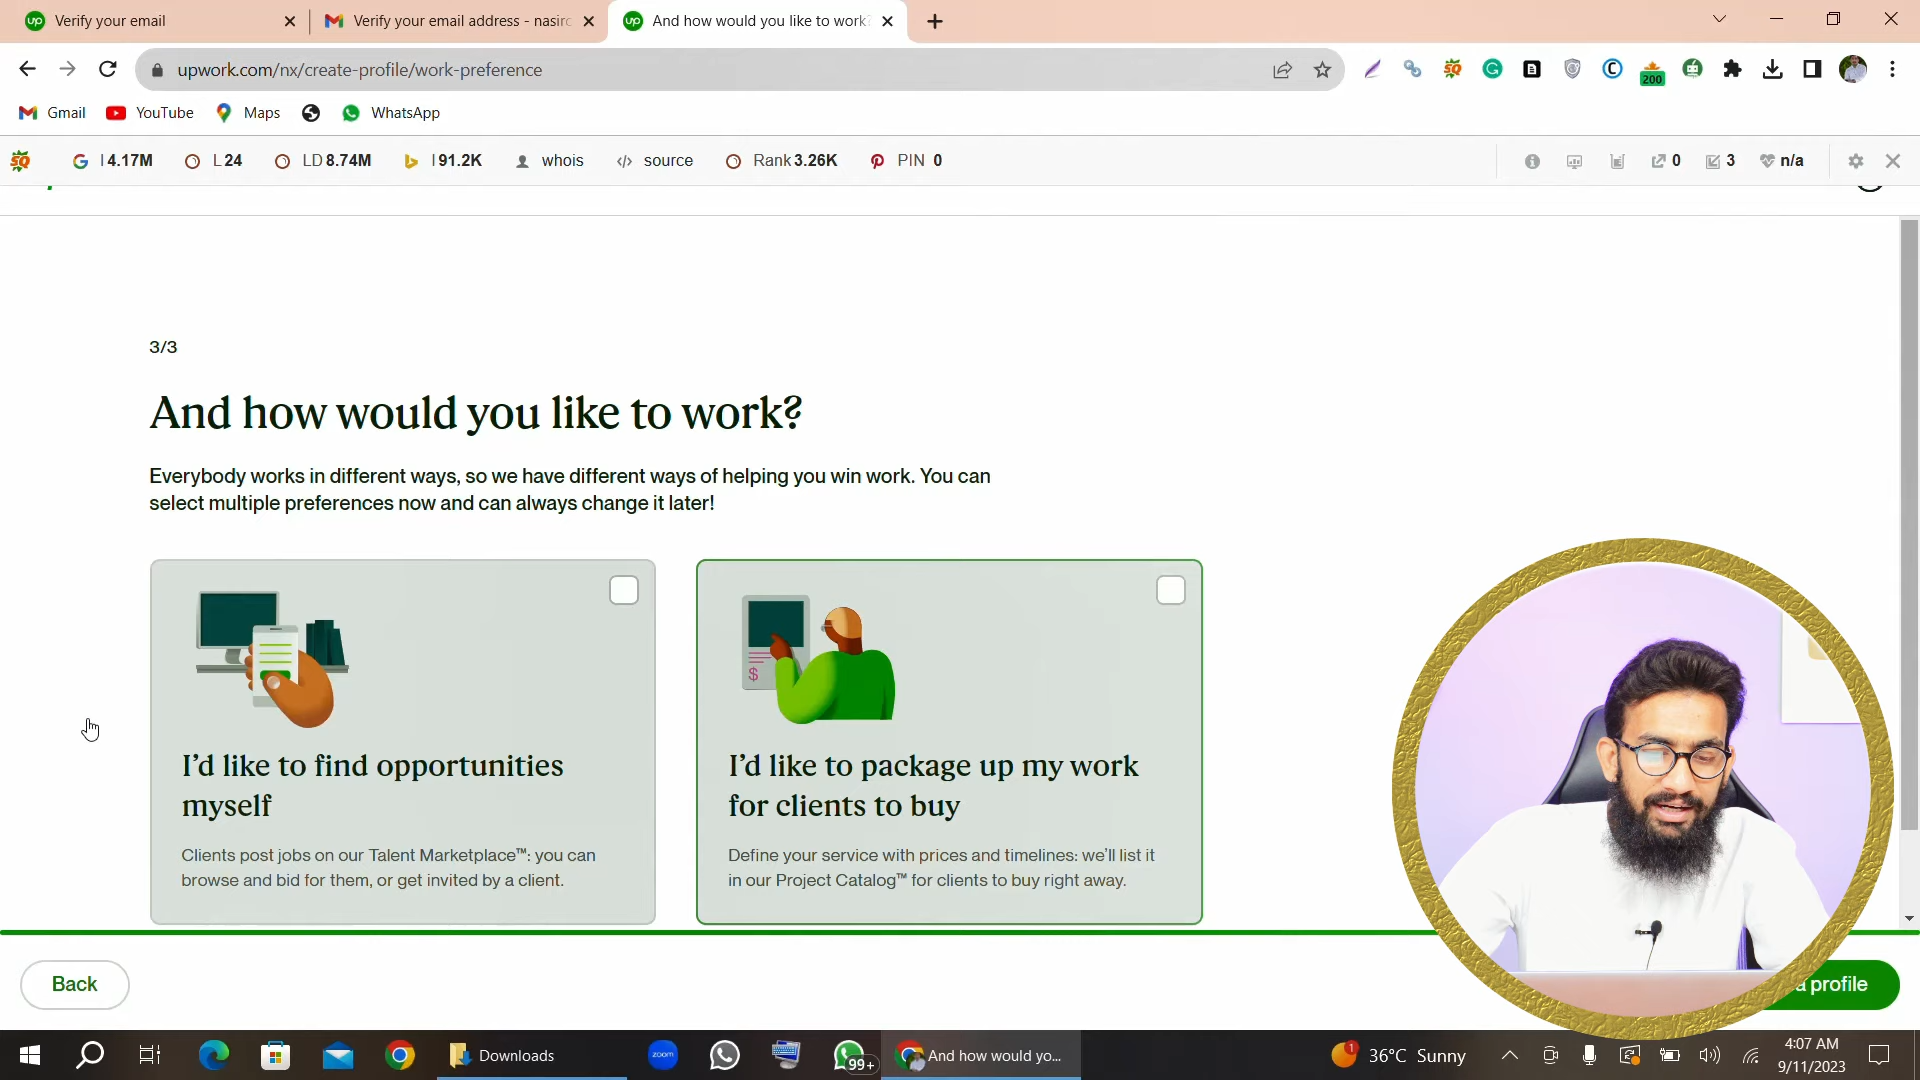 Verify your email
Verify your email address - nasir
And how would you like to work?
upwork.com/nx/create-profile/work-preference
200
Gmail
YouTube
Maps
WhatsApp
SQ
I 4.17M
L 24
LD 8.74M
I 91.2K
whois
source
Rank 3.26K
PIN 0
0
3
n/a
3/3
And how would you like to work?
Everybody works in different ways, so we have different ways of helping you win work. You can
select multiple preferences now and can always change it later!
I'd like to find opportunities
myself
Clients post jobs on our Talent Marketplace™: you can
browse and bid for them, or get invited by a client.
$
I'd like to package up my work
for clients to buy
Define your service with prices and timelines: we'll list it
in our Project Catalog™ for clients to buy right away.
Back
a profile
Downloads
zoom
99+
And how would yo...
1
36°C Sunny
4:07 AM
9/11/2023